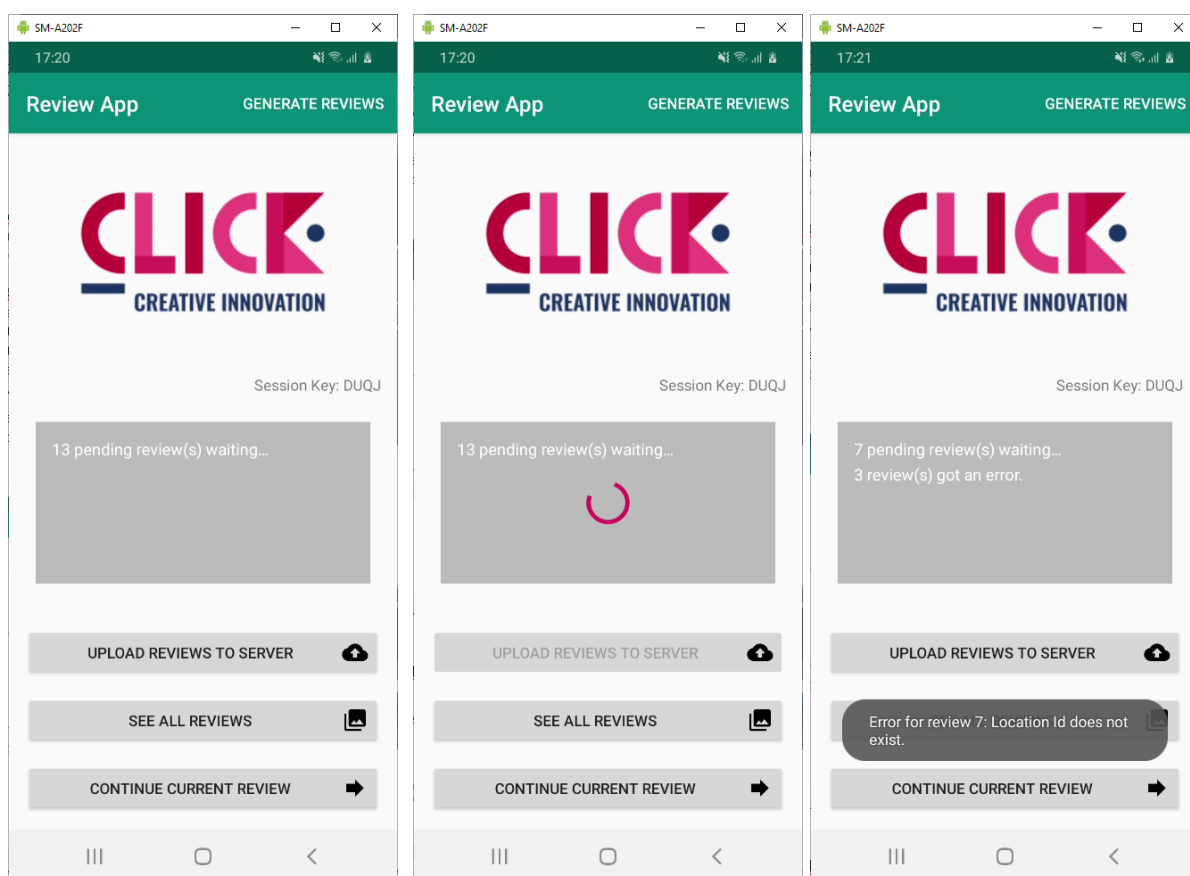 SM-A202F
17:20
Review App GENERATE REVIEWS
CLICK
CREATIVE INNOVATION
Session Key: DUQJ
13 pending review(s) waiting...
UPLOAD REVIEWS TO SERVER
SEE ALL REVIEWS
CONTINUE CURRENT REVIEW
SM-A202F
17:20
Review App GENERATE REVIEWS
CLICK
CREATIVE INNOVATION
Session Key: DUQJ
13 pending review(s) waiting...
UPLOAD REVIEWS TO SERVER
SEE ALL REVIEWS
CONTINUE CURRENT REVIEW
SM-A202F
17:21
Review App GENERATE REVIEWS
CLICK
CREATIVE INNOVATION
Session Key: DUQJ
7 pending review(s) waiting...
3 review(s) got an error.
UPLOAD REVIEWS TO SERVER
Error for review 7: Location Id does not
exist.
CONTINUE CURRENT REVIEW